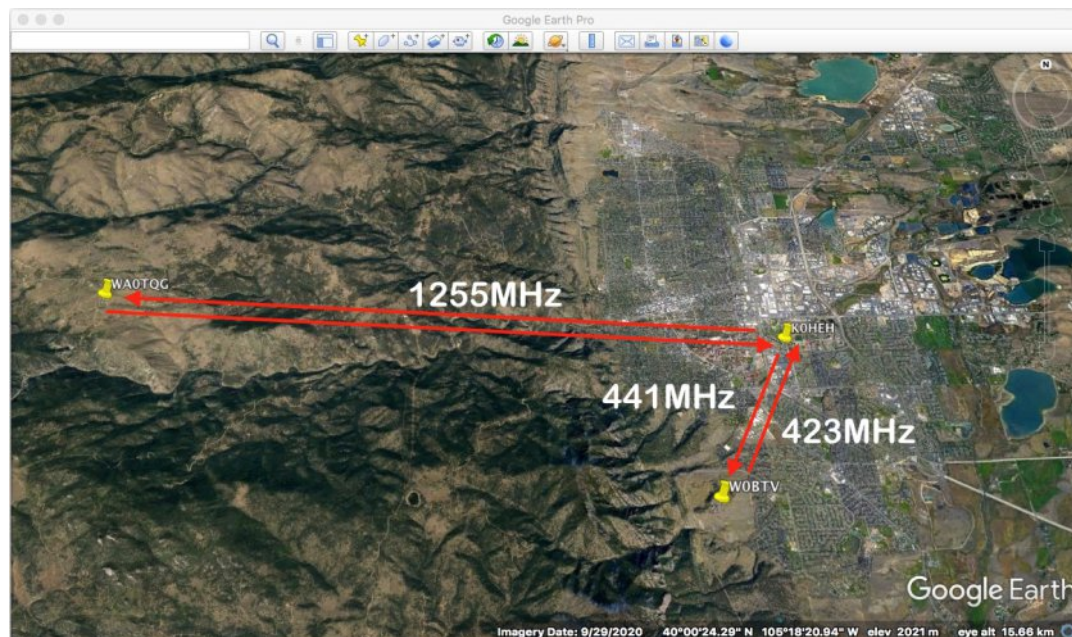 Google Earth Pro
N
WA0TQG
1255MHz
K0HEH
441MHz
423MHz
W0BTV
Google Earth
Imagery Date: 9/29/2020 40°00'24.29" N 105°18'20.94" W elev 2021 m eye alt 15.66 km